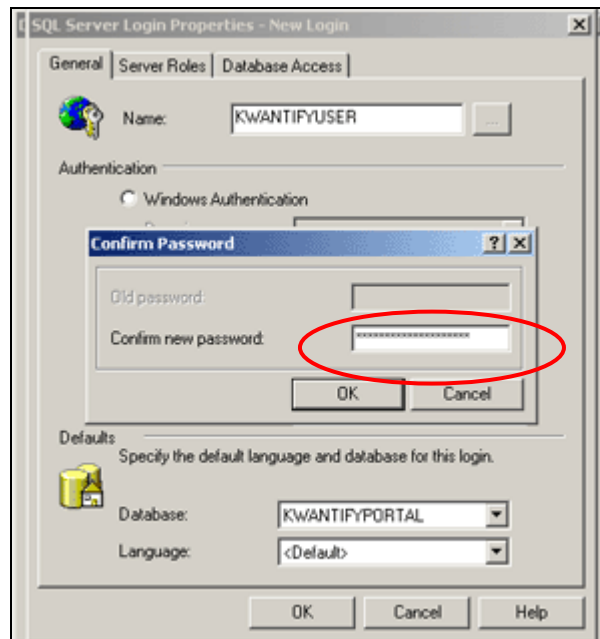 SQL Server Login Properties - New Login
General Server Roles Database Access
Name: KWANTIFYUSER ...
Authentication
Windows Authentication
Confirm Password
Old password:
Confirm new password: ********************
OK Cancel
Defaults
Specify the default language and database for this login.
Database: KWANTIFYPORTAL
Language: <Default>
OK Cancel Help